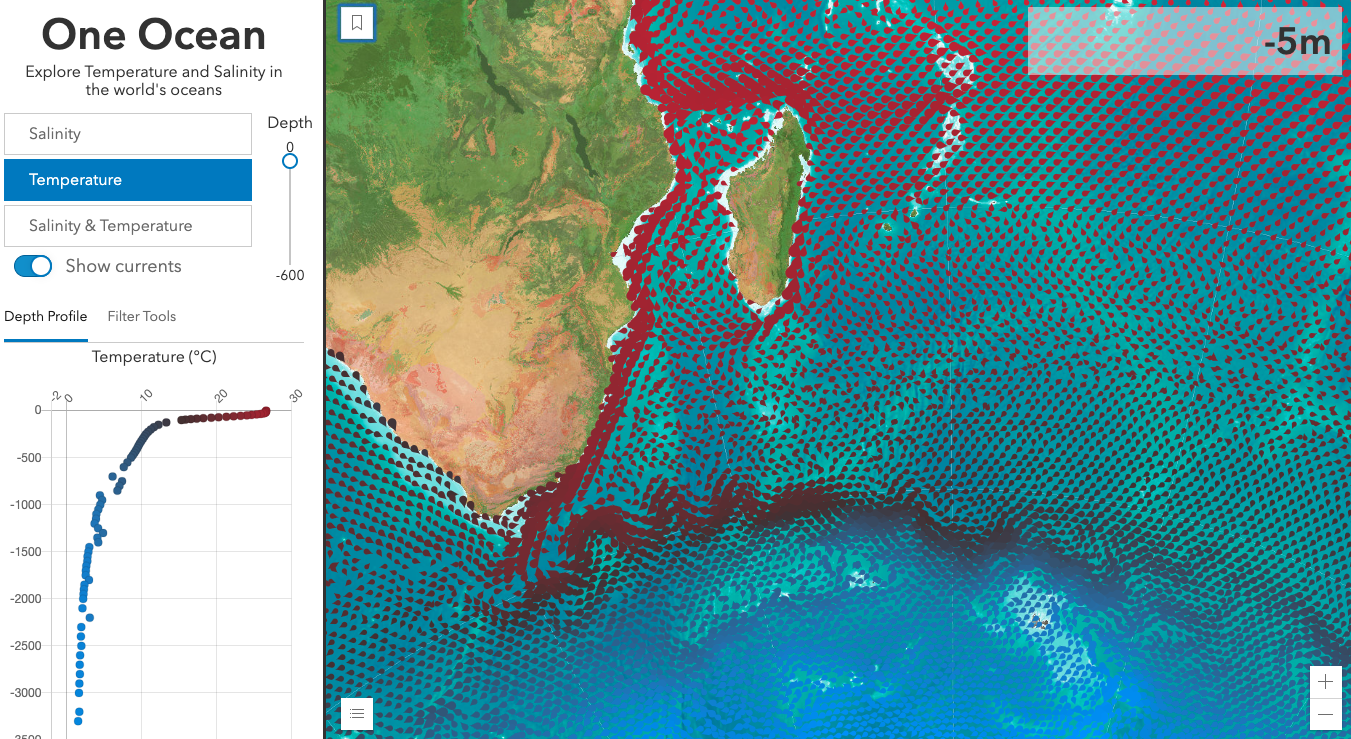 One Ocean
Explore Temperature and Salinity in
the world's oceans
Salinity
Temperature
Salinity & Temperature
Show currents
Depth
0
-600
Depth Profile
Filter Tools
Temperature (°C)
-2
0
10
20
30
0
-500
-1000
-1500
-2000
-2500
-3000
-3500
-5m